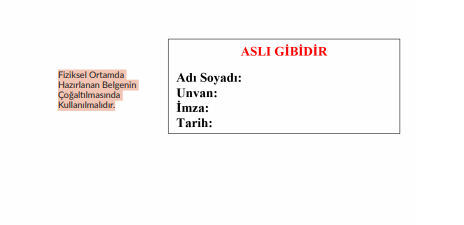 Fiziksel Ortamda
Hazırlanan Belgenin
Çoğaltılmasında
Kullanılmalıdır.
ASLI GİBİDİR
Adı Soyadı:
Unvan:
İmza:
Tarih: